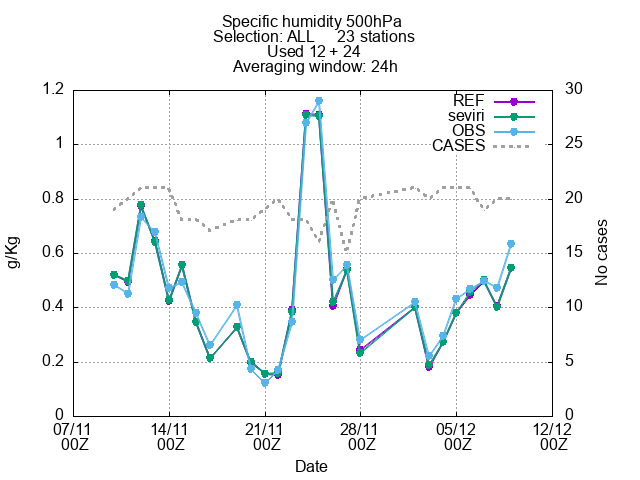 Specific humidity 500hPa
Selection: ALL     23 stations
Used 12 + 24
Averaging window: 24h
REF
seviri
OBS
CASES
1.2
1
0.8
0.6
0.4
0.2
0
g/Kg
30
25
20
15
10
5
0
No cases
07/11 14/11 21/11 28/11 05/12 12/12
00Z 00Z 00Z 00Z 00Z 00Z
Date